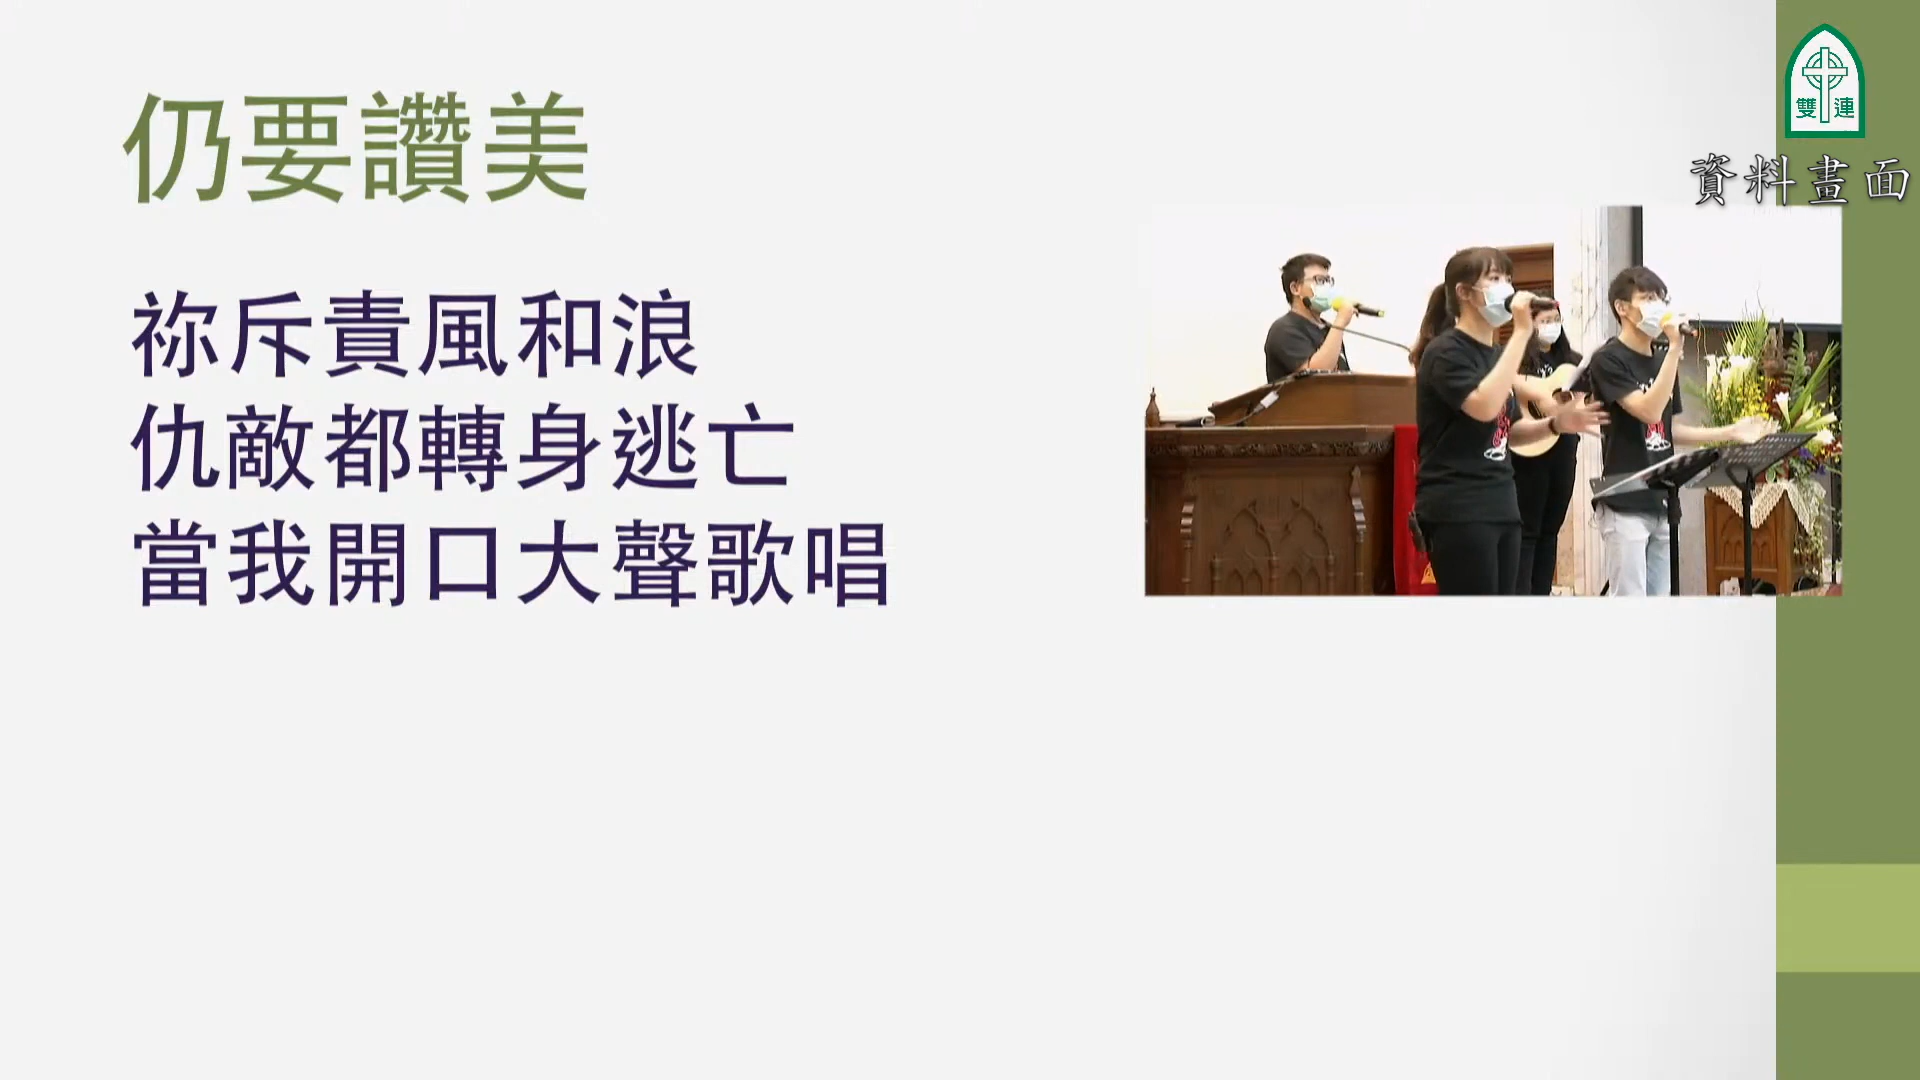 仍要讚美
祢斥責風和浪
仇敵都轉身逃亡
當我開口大聲歌唱
雙連
資料畫面